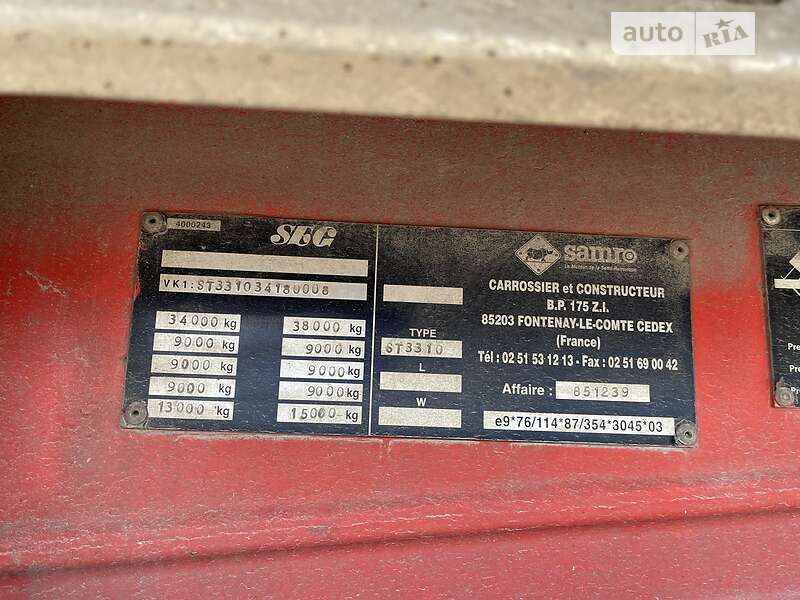 auto RIA
4000243
SEG
VK1:ST331034180008
34000 kg 38000 kg
9000 kg 9000 kg
9000 kg 9000 kg
9000 kg 9000 kg
13000 kg 15000 kg
TYPE
ST3310
L
W
samro
CARROSSIER et CONSTRUCTEUR
B.P. 175 Z.I.
85203 FONTENAY-LE-COMTE CEDEX
(France)
Tél : 02 51 53 12 13 - Fax : 02 51 69 00 42
Affaire : 851239
e9*76/114*87/354*3045*03